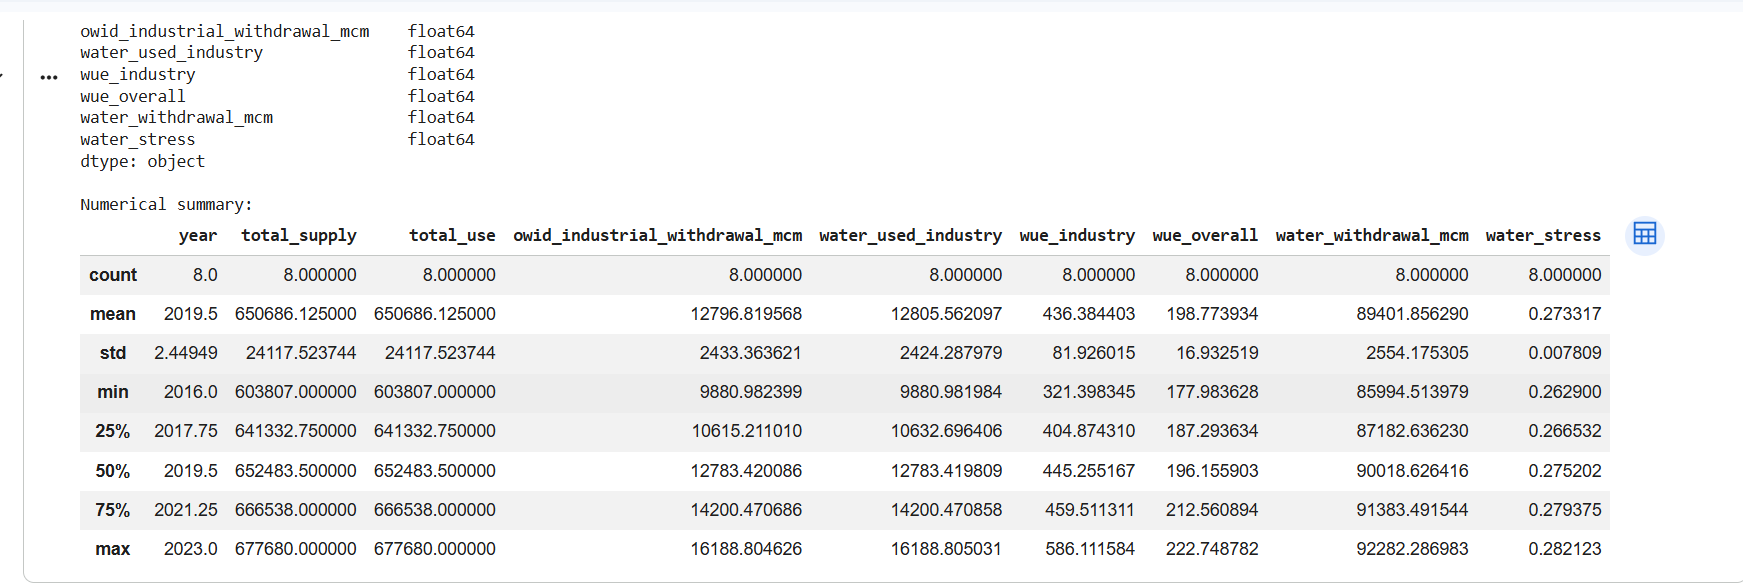 owid_industrial_withdrawal_mcm float64
water_used_industry float64
... wue_industry float64
wue_overall float64
water_withdrawal_mcm float64
water_stress float64
dtype: object
Numerical summary:
year total_supply total_use owid_industrial_withdrawal_mcm water_used_industry wue_industry wue_overall water_withdrawal_mcm water_stress
count 8.0 8.000000 8.000000 8.000000 8.000000 8.000000 8.000000 8.000000 8.000000
mean 2019.5 650686.125000 650686.125000 12796.819568 12805.562097 436.384403 198.773934 89401.856290 0.273317
std 2.44949 24117.523744 24117.523744 2433.363621 2424.287979 81.926015 16.932519 2554.175305 0.007809
min 2016.0 603807.000000 603807.000000 9880.982399 9880.981984 321.398345 177.983628 85994.513979 0.262900
25% 2017.75 641332.750000 641332.750000 10615.211010 10632.696406 404.874310 187.293634 87182.636230 0.266532
50% 2019.5 652483.500000 652483.500000 12783.420086 12783.419809 445.255167 196.155903 90018.626416 0.275202
75% 2021.25 666538.000000 666538.000000 14200.470686 14200.470858 459.511311 212.560894 91383.491544 0.279375
max 2023.0 677680.000000 677680.000000 16188.804626 16188.805031 586.111584 222.748782 92282.286983 0.282123